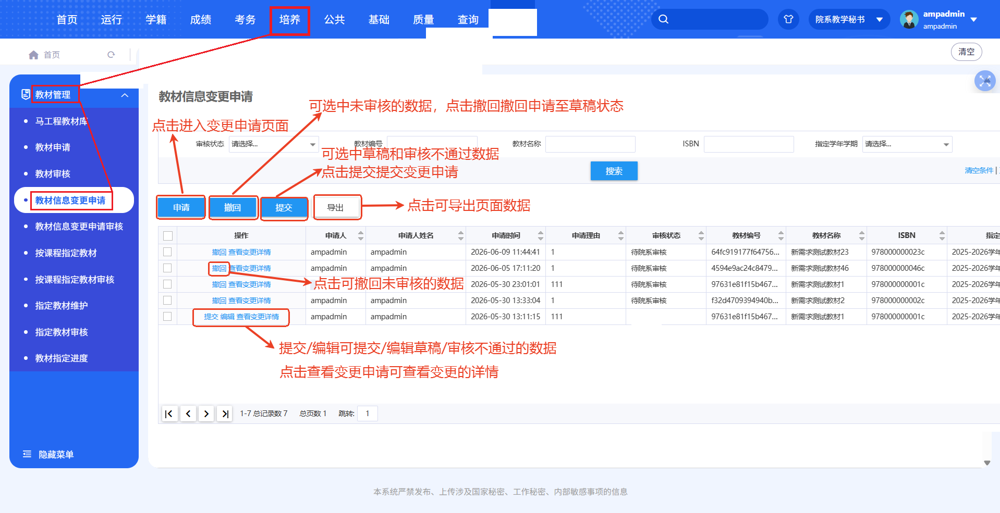 首页 运行 学籍 成绩 考务 培养 公共 基础 质量 查询 院系教学秘书 ampadmin
ampadmin
首页 清空
教材管理
马工程教材库
教材申请
教材审核
教材信息变更申请
教材信息变更申请审核
按课程指定教材
按课程指定教材审核
指定教材维护
指定教材审核
教材指定进度
隐藏菜单
教材信息变更申请
可选中未审核的数据，点击撤回撤回申请至草稿状态
点击进入变更申请页面
审核状态 请选择... 教材编号 教材名称 ISBN 指定学年学期 请选择...
可选中草稿和审核不通过数据
点击提交提交变更申请
搜索 清空条件 |
申请 撤回 提交 导出 点击可导出页面数据
操作 申请人 申请人姓名 申请时间 申请理由 审核状态 教材编号 教材名称 ISBN 指定
撤回 查看变更详情 ampadmin ampadmin 2026-06-09 11:44:41 1 待院系审核 64fc919177f64756... 新需求测试教材23 978000000023c 2025-2026学年
撤回 查看变更详情 ampadmin ampadmin 2026-06-05 17:11:20 1 待院系审核 4594e9ac24c8479... 新需求测试教材46 978000000046c 2025-2026学年
撤回 查看变更详情 点击可撤回未审核的数据 2026-05-30 23:01:01 111 待院系审核 97631e81f15b467... 新需求测试教材1 978000000001c 2025-2026学年
撤回 查看变更详情 ampadmin ampadmin 2026-05-30 13:33:04 1 待院系审核 f32d4709394940b... 新需求测试教材2 978000000002c 2025-2026学年
提交 编辑 查看变更详情 ampadmin ampadmin 2026-05-30 13:11:15 111 97631e81f15b467... 新需求测试教材1 978000000001c 2025-2026学年
提交/编辑可提交/编辑草稿/审核不通过的数据
点击查看变更申请可查看变更的详情
1-7 总记录数 7 总页数 1 跳转: 1
本系统严禁发布、上传涉及国家秘密、工作秘密、内部敏感事项的信息